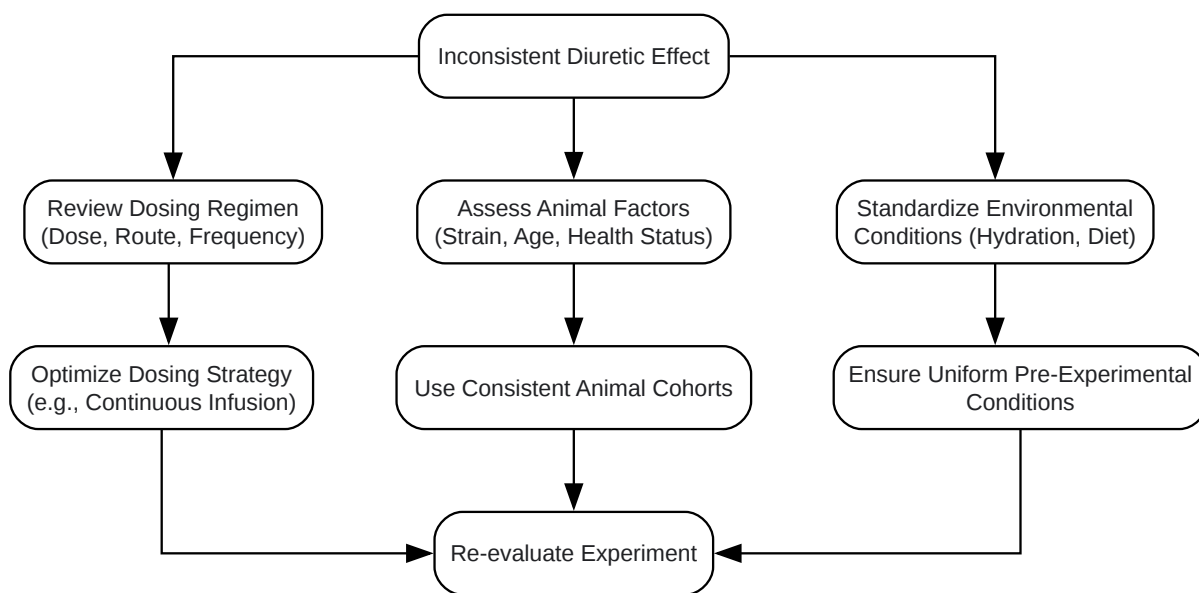 Inconsistent Diuretic Effect
Review Dosing Regimen
(Dose, Route, Frequency)
Assess Animal Factors
(Strain, Age, Health Status)
Standardize Environmental
Conditions (Hydration, Diet)
Optimize Dosing Strategy
(e.g., Continuous Infusion)
Use Consistent Animal Cohorts
Ensure Uniform Pre-Experimental
Conditions
Re-evaluate Experiment